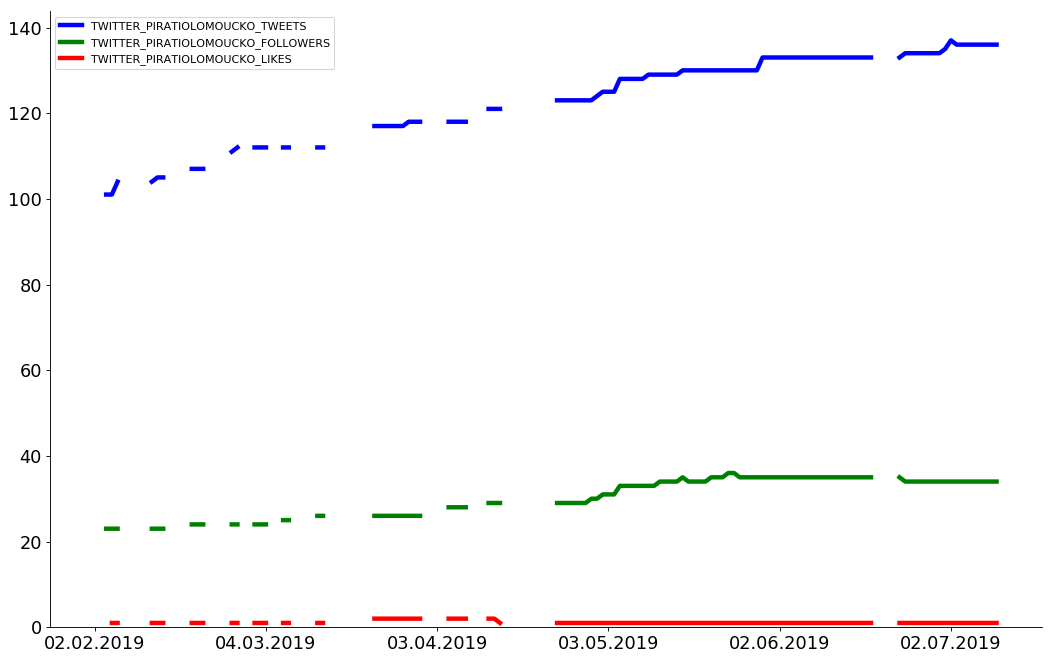 TWITTER_PIRATIOLOMOUCKO_TWEETS
TWITTER_PIRATIOLOMOUCKO_FOLLOWERS
TWITTER_PIRATIOLOMOUCKO_LIKES
140
120
100
80
60
40
20
0
02.02.2019 04.03.2019 03.04.2019 03.05.2019 02.06.2019 02.07.2019